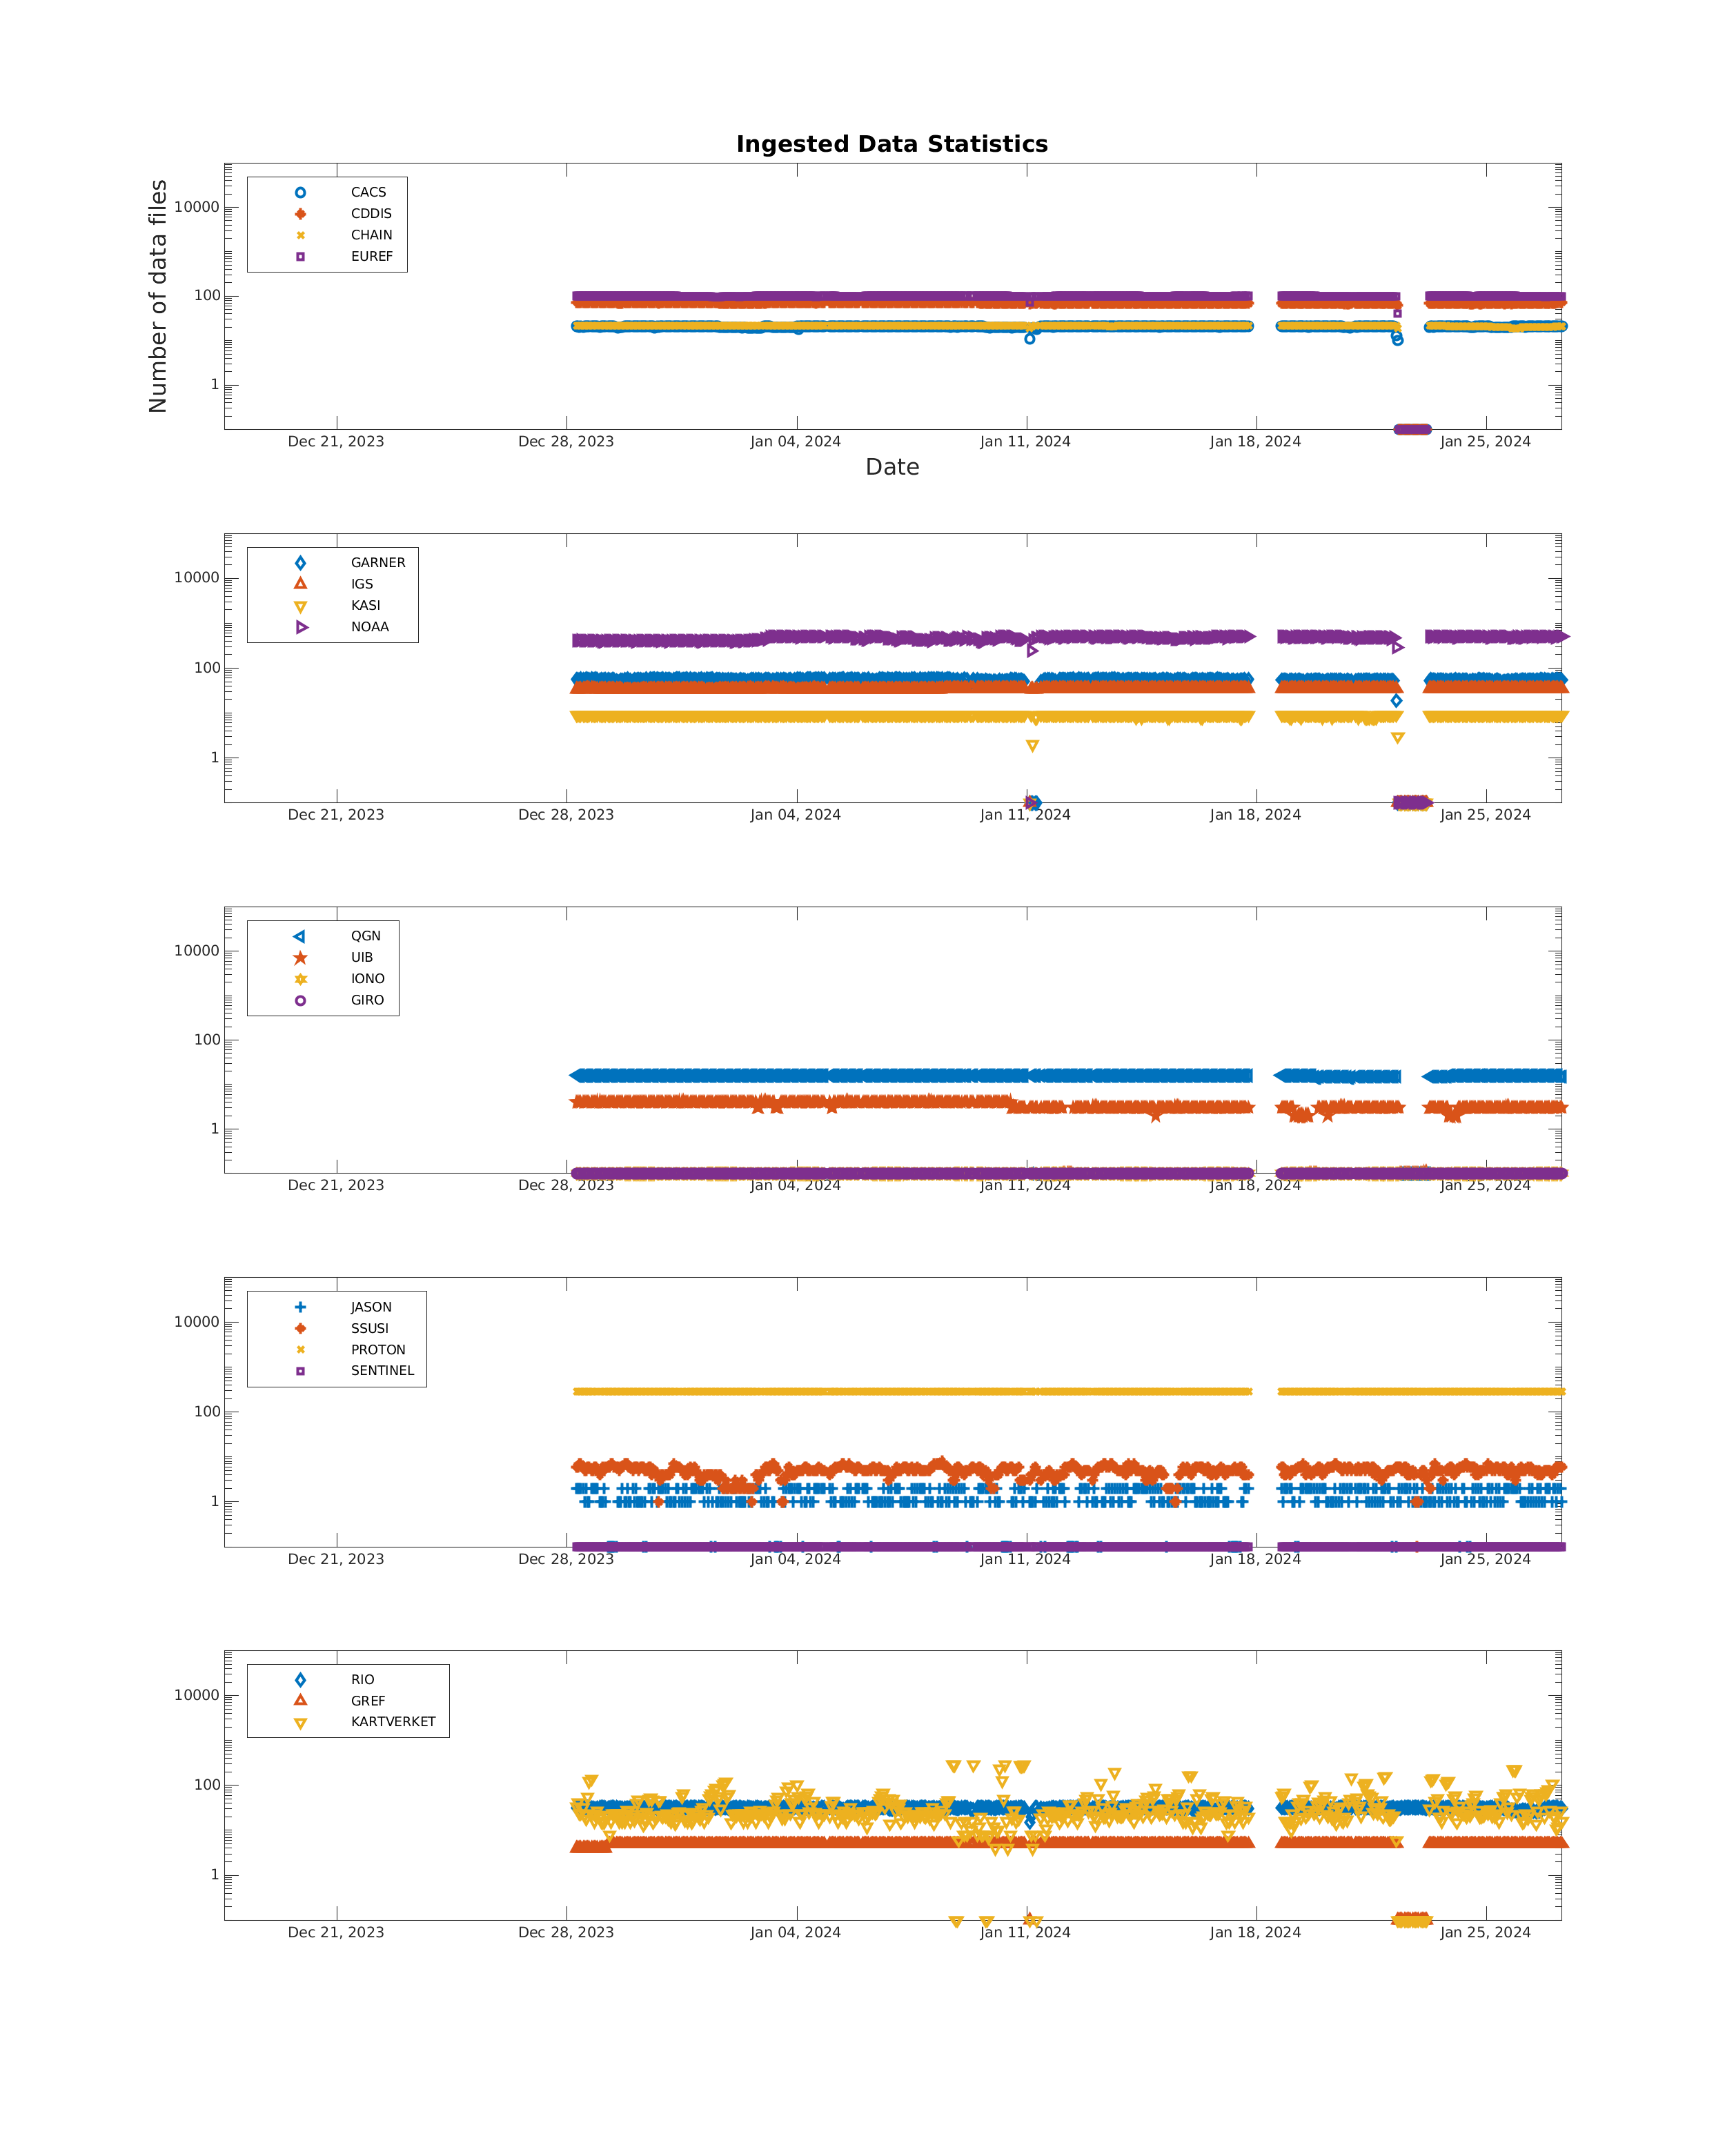 Ingested Data Statistics
Number of data files
10000
100
1
CACS
CDDIS
CHAIN
EUREF
Dec 21, 2023 Dec 28, 2023 Jan 04, 2024 Jan 11, 2024 Jan 18, 2024 Jan 25, 2024
Date
10000
100
1
GARNER
IGS
KASI
NOAA
Dec 21, 2023 Dec 28, 2023 Jan 04, 2024 Jan 11, 2024 Jan 18, 2024 Jan 25, 2024
10000
100
1
QGN
UIB
IONO
GIRO
Dec 21, 2023 Dec 28, 2023 Jan 04, 2024 Jan 11, 2024 Jan 18, 2024 Jan 25, 2024
10000
100
1
JASON
SSUSI
PROTON
SENTINEL
Dec 21, 2023 Dec 28, 2023 Jan 04, 2024 Jan 11, 2024 Jan 18, 2024 Jan 25, 2024
10000
100
1
RIO
GREF
KARTVERKET
Dec 21, 2023 Dec 28, 2023 Jan 04, 2024 Jan 11, 2024 Jan 18, 2024 Jan 25, 2024